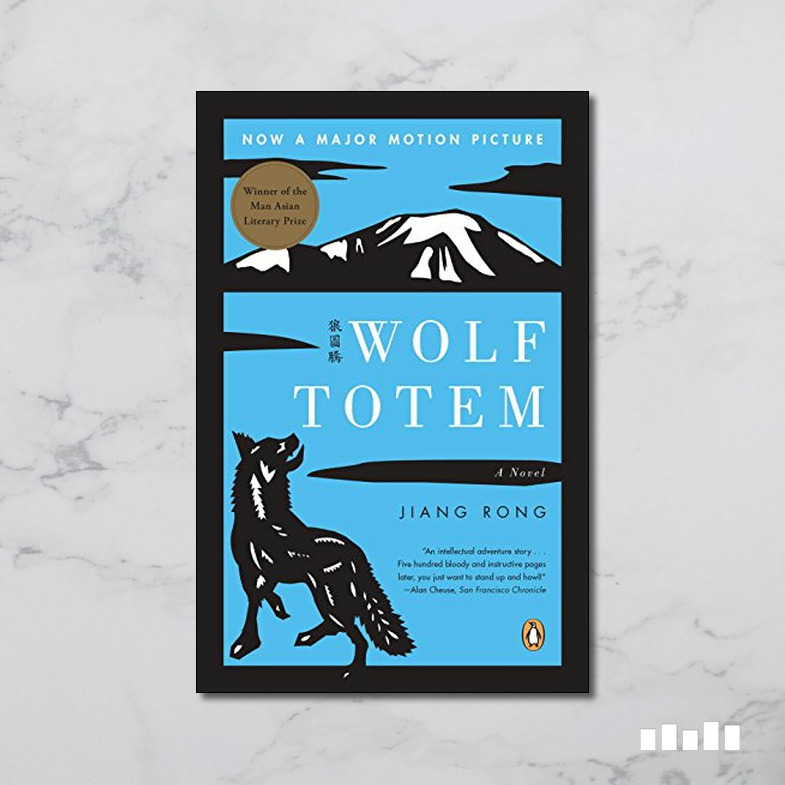 NOW A MAJOR MOTION PICTURE
Winner of the
Man Asian
Literary Prize
狼圖騰
WOLF
TOTEM
A Novel
JIANG RONG
“An intellectual adventure story . . .
Five hundred bloody and instructive pages
later, you just want to stand up and howl!”
—Alan Cheuse, San Francisco Chronicle